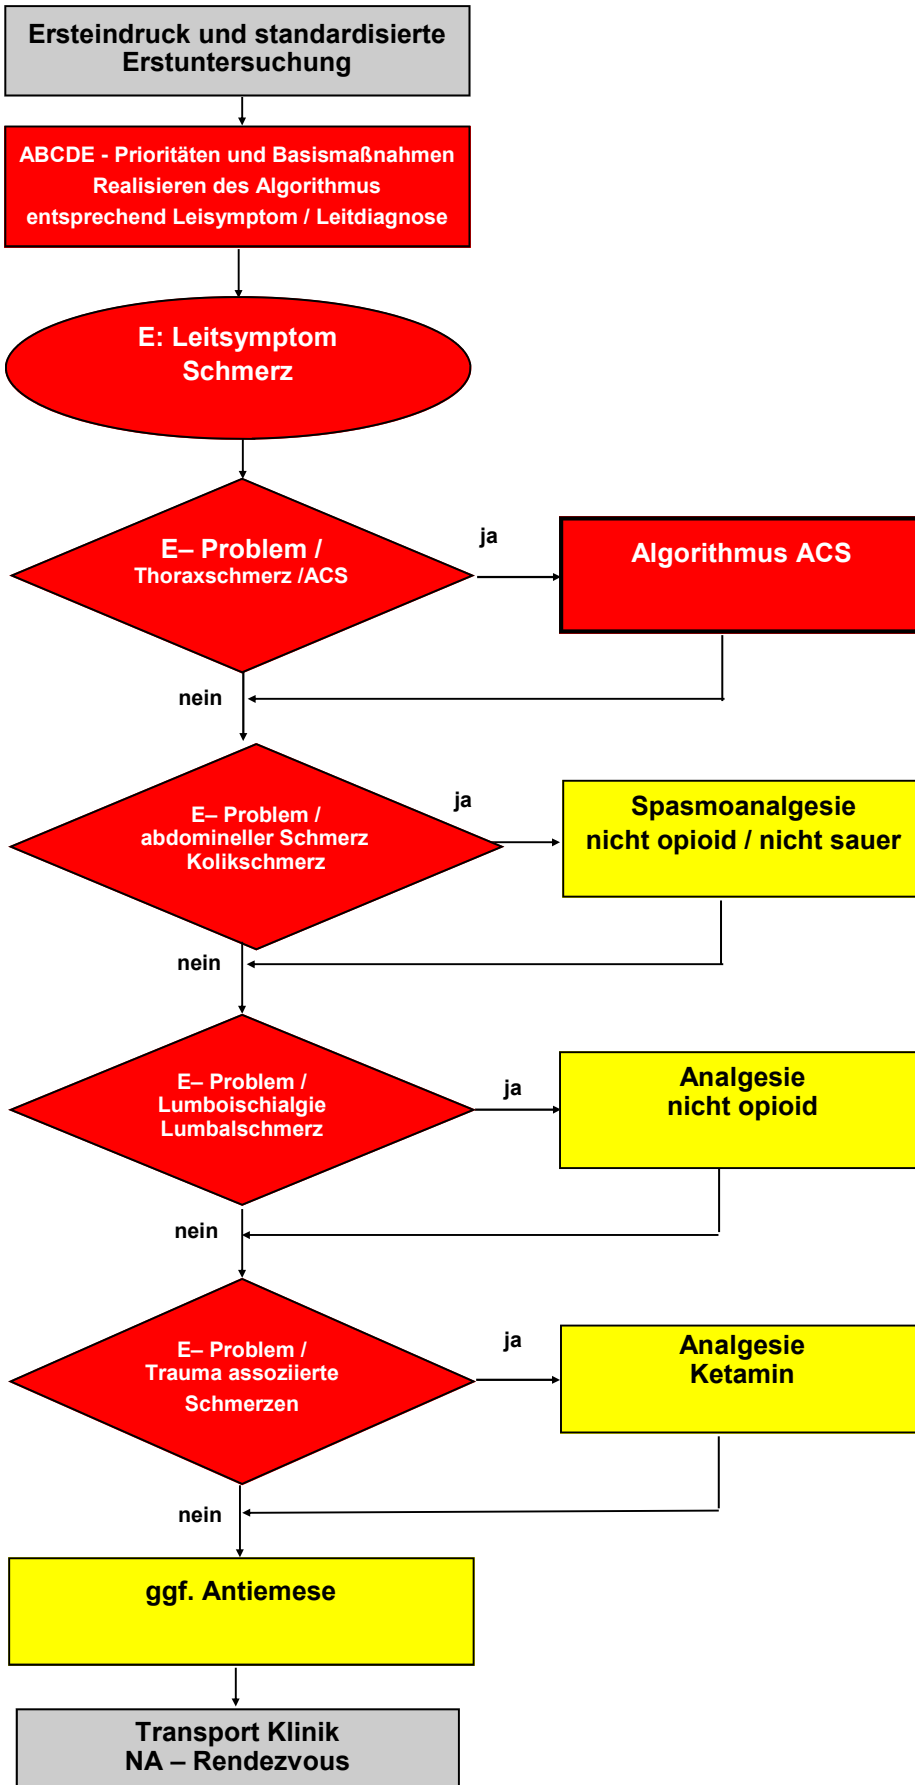 Ersteindruck und standardisierte
Erstuntersuchung
ABCDE - Prioritäten und Basismaßnahmen
Realisieren des Algorithmus
entsprechend Leisymptom / Leitdiagnose
E: Leitsymptom
Schmerz
E– Problem /
Thoraxschmerz /ACS
ja
Algorithmus ACS
nein
E– Problem /
abdomineller Schmerz
Kolikschmerz
ja
Spasmoanalgesie
nicht opioid / nicht sauer
nein
E– Problem /
Lumboischialgie
Lumbalschmerz
ja
Analgesie
nicht opioid
nein
E– Problem /
Trauma assoziierte
Schmerzen
ja
Analgesie
Ketamin
nein
ggf. Antiemese
Transport Klinik
NA – Rendezvous